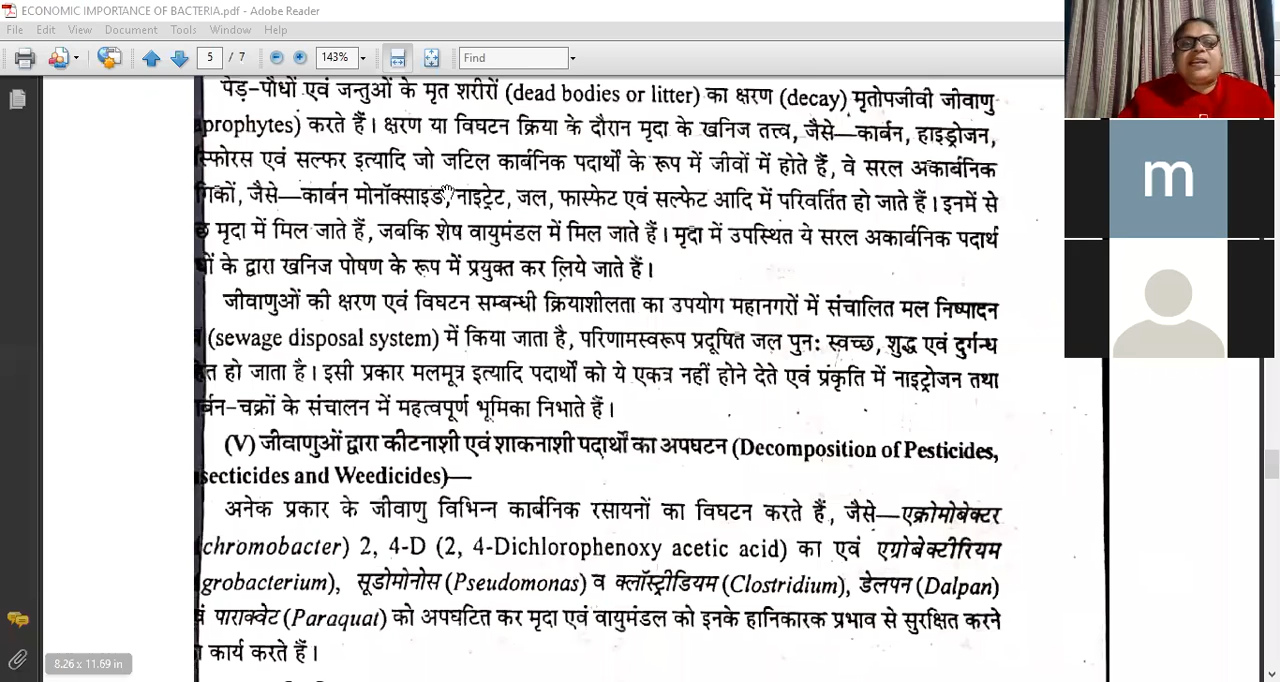 ECONOMIC IMPORTANCE OF BACTERIA.pdf - Adobe Reader
File Edit View Document Tools Window Help
5 / 7 143% Find
पेड़-पौधों एवं जन्तुओं के मृत शरीरों (dead bodies or litter) का क्षरण (decay) मृतोपजीवी जीवाणु
aprophytes) करते हैं। क्षरण या विघटन क्रिया के दौरान मृदा के खनिज तत्त्व, जैसे—कार्बन, हाइड्रोजन,
स्फोरस एवं सल्फर इत्यादि जो जटिल कार्बनिक पदार्थों के रूप में जीवों में होते हैं, वे सरल अकार्बनिक
गिकों, जैसे—कार्बन मोनॉक्साइड, नाइट्रेट, जल, फास्फेट एवं सल्फेट आदि में परिवर्तित हो जाते हैं। इनमें से
छ मृदा में मिल जाते हैं, जबकि शेष वायुमंडल में मिल जाते हैं। मृदा में उपस्थित ये सरल अकार्बनिक पदार्थ
धों के द्वारा खनिज पोषण के रूप में प्रयुक्त कर लिये जाते हैं।
जीवाणुओं की क्षरण एवं विघटन सम्बन्धी क्रियाशीलता का उपयोग महानगरों में संचालित मल निष्पादन
(sewage disposal system) में किया जाता है, परिणामस्वरूप प्रदूषित जल पुनः स्वच्छ, शुद्ध एवं दुर्गन्ध
हित हो जाता है। इसी प्रकार मलमूत्र इत्यादि पदार्थों को ये एकत्र नहीं होने देते एवं प्रकृति में नाइट्रोजन तथा
र्बन-चक्रों के संचालन में महत्वपूर्ण भूमिका निभाते हैं।
(V) जीवाणुओं द्वारा कीटनाशी एवं शाकनाशी पदार्थों का अपघटन (Decomposition of Pesticides,
secticides and Weedicides)—
अनेक प्रकार के जीवाणु विभिन्न कार्बनिक रसायनों का विघटन करते हैं, जैसे—एक्रोमोबेक्टर
chromobacter) 2, 4-D (2, 4-Dichlorophenoxy acetic acid) का एवं एग्रोबेक्टीरियम
grobacterium), सूडोमोनोस (Pseudomonas) व क्लॉस्ट्रीडियम (Clostridium), डेलपन (Dalpan)
वं पाराक्वेट (Paraquat) को अपघटित कर मृदा एवं वायुमंडल को इनके हानिकारक प्रभाव से सुरक्षित करने
कार्य करते हैं।
8.26 x 11.69 in
m